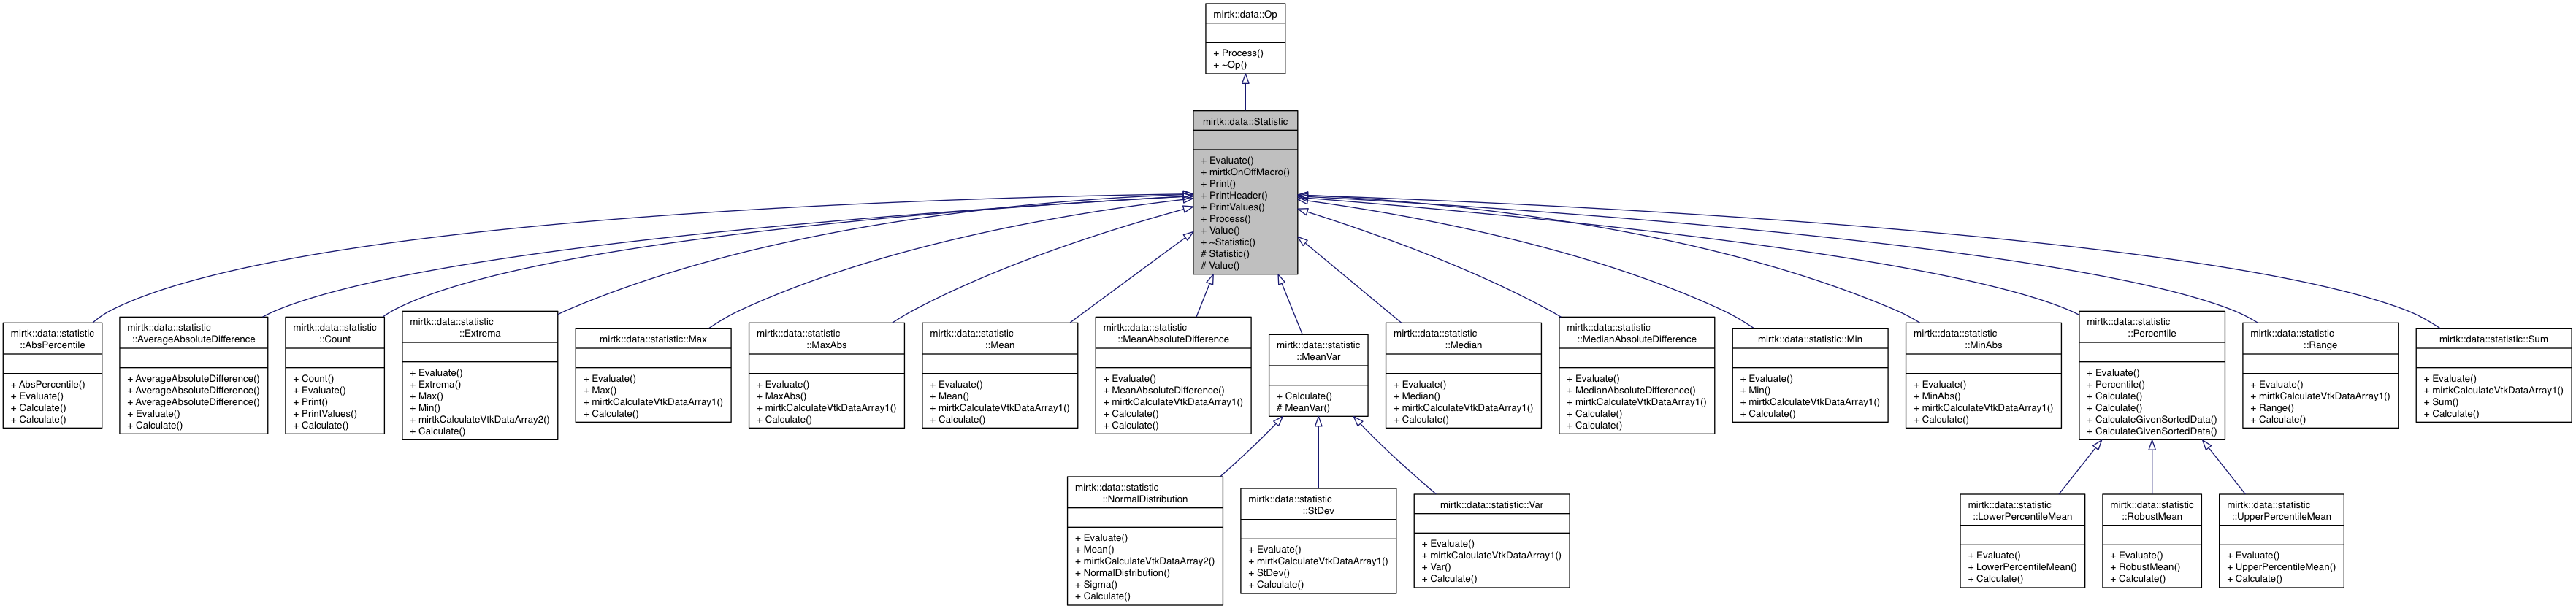 mirtk::data::Op
+ Process()
+ ~Op()
mirtk::data::Statistic
+ Evaluate()
+ mirtkOnOffMacro()
+ Print()
+ PrintHeader()
+ PrintValues()
+ Process()
+ Value()
+ ~Statistic()
# Statistic()
# Value()
mirtk::data::statistic
::AbsPercentile
+ AbsPercentile()
+ Evaluate()
+ Calculate()
+ Calculate()
mirtk::data::statistic
::AverageAbsoluteDifference
+ AverageAbsoluteDifference()
+ AverageAbsoluteDifference()
+ AverageAbsoluteDifference()
+ Evaluate()
+ Calculate()
mirtk::data::statistic
::Count
+ Count()
+ Evaluate()
+ Print()
+ PrintValues()
+ Calculate()
mirtk::data::statistic
::Extrema
+ Evaluate()
+ Extrema()
+ Max()
+ Min()
+ mirtkCalculateVtkDataArray2()
+ Calculate()
mirtk::data::statistic::Max
+ Evaluate()
+ Max()
+ mirtkCalculateVtkDataArray1()
+ Calculate()
mirtk::data::statistic
::MaxAbs
+ Evaluate()
+ MaxAbs()
+ mirtkCalculateVtkDataArray1()
+ Calculate()
mirtk::data::statistic
::Mean
+ Evaluate()
+ Mean()
+ mirtkCalculateVtkDataArray1()
+ Calculate()
mirtk::data::statistic
::MeanAbsoluteDifference
+ Evaluate()
+ MeanAbsoluteDifference()
+ mirtkCalculateVtkDataArray1()
+ Calculate()
+ Calculate()
mirtk::data::statistic
::MeanVar
+ Calculate()
# MeanVar()
mirtk::data::statistic
::Median
+ Evaluate()
+ Median()
+ mirtkCalculateVtkDataArray1()
+ Calculate()
mirtk::data::statistic
::MedianAbsoluteDifference
+ Evaluate()
+ MedianAbsoluteDifference()
+ mirtkCalculateVtkDataArray1()
+ Calculate()
+ Calculate()
mirtk::data::statistic::Min
+ Evaluate()
+ Min()
+ mirtkCalculateVtkDataArray1()
+ Calculate()
mirtk::data::statistic
::MinAbs
+ Evaluate()
+ MinAbs()
+ mirtkCalculateVtkDataArray1()
+ Calculate()
mirtk::data::statistic
::Percentile
+ Evaluate()
+ Percentile()
+ Calculate()
+ Calculate()
+ CalculateGivenSortedData()
+ CalculateGivenSortedData()
mirtk::data::statistic
::Range
+ Evaluate()
+ mirtkCalculateVtkDataArray1()
+ Range()
+ Calculate()
mirtk::data::statistic::Sum
+ Evaluate()
+ mirtkCalculateVtkDataArray1()
+ Sum()
+ Calculate()
mirtk::data::statistic
::NormalDistribution
+ Evaluate()
+ Mean()
+ mirtkCalculateVtkDataArray2()
+ NormalDistribution()
+ Sigma()
+ Calculate()
mirtk::data::statistic
::StDev
+ Evaluate()
+ mirtkCalculateVtkDataArray1()
+ StDev()
+ Calculate()
mirtk::data::statistic::Var
+ Evaluate()
+ mirtkCalculateVtkDataArray1()
+ Var()
+ Calculate()
mirtk::data::statistic
::LowerPercentileMean
+ Evaluate()
+ LowerPercentileMean()
+ Calculate()
mirtk::data::statistic
::RobustMean
+ Evaluate()
+ RobustMean()
+ Calculate()
mirtk::data::statistic
::UpperPercentileMean
+ Evaluate()
+ UpperPercentileMean()
+ Calculate()